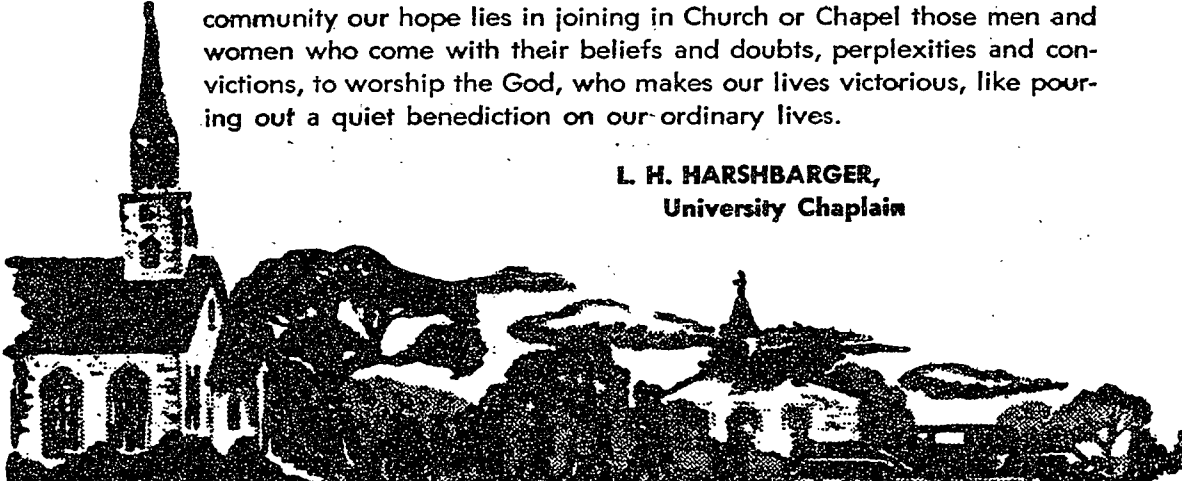 community our hope lies in joining in Church or Chapel those men and
women who come with their beliefs and doubts, perplexities and con-
victions, to worship the God, who makes our lives victorious, like pour-
ing out a quiet benediction on our ordinary lives.
L. H. HARSHBARGER,
University Chaplain